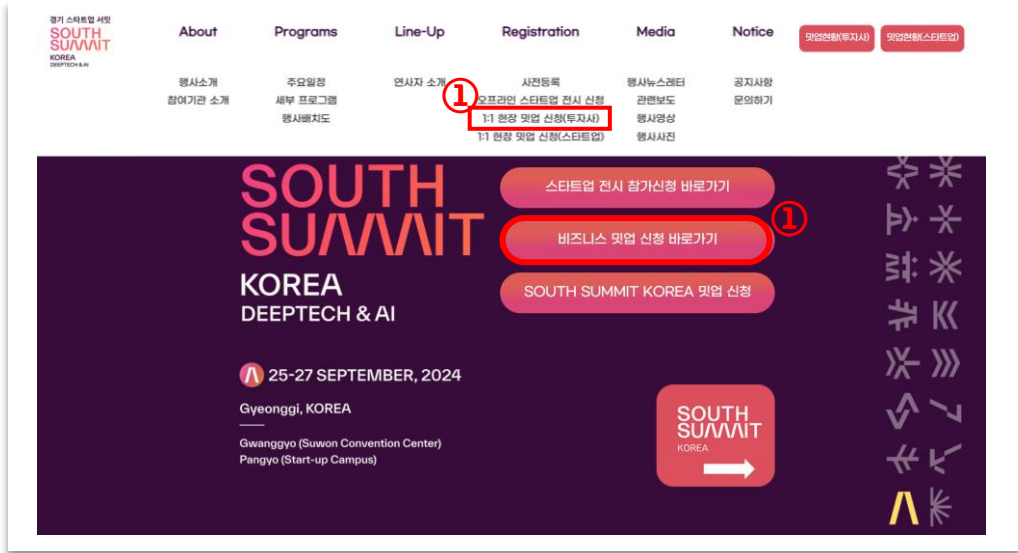 경기 스타트업 서밋
SOUTH
SUMMIT
KOREA
DEEPTECH & AI
About Programs Line-Up Registration Media Notice 밋업현황(투자사) 밋업현황(스타트업)
행사소개 주요일정 연사자 소개 사전등록 행사뉴스레터 공지사항
참여기관 소개 세부 프로그램 ① 오프라인 스타트업 전시 신청 관련보도 문의하기
행사배치도 1:1 현장 밋업 신청(투자사) 행사영상
1:1 현장 밋업 신청(스타트업) 행사사진
SOUTH
SUMMIT
KOREA
DEEPTECH & AI
스타트업 전시 참가신청 바로가기
비즈니스 밋업 신청 바로가기 ①
SOUTH SUMMIT KOREA 밋업 신청
25-27 SEPTEMBER, 2024
Gyeonggi, KOREA
Gwanggyo (Suwon Convention Center)
Pangyo (Start-up Campus)
SOUTH
SUMMIT
KOREA